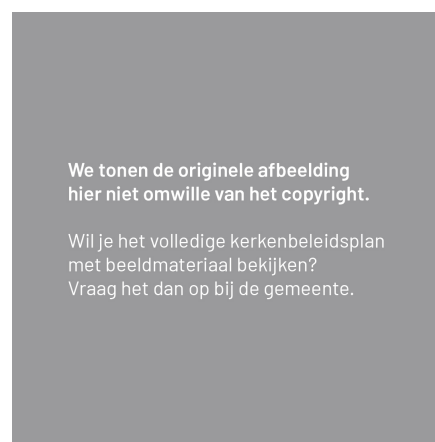 We tonen de originele afbeelding
hier niet omwille van het copyright.
Wil je het volledige kerkenbeleidsplan
met beeldmateriaal bekijken?
Vraag het dan op bij de gemeente.